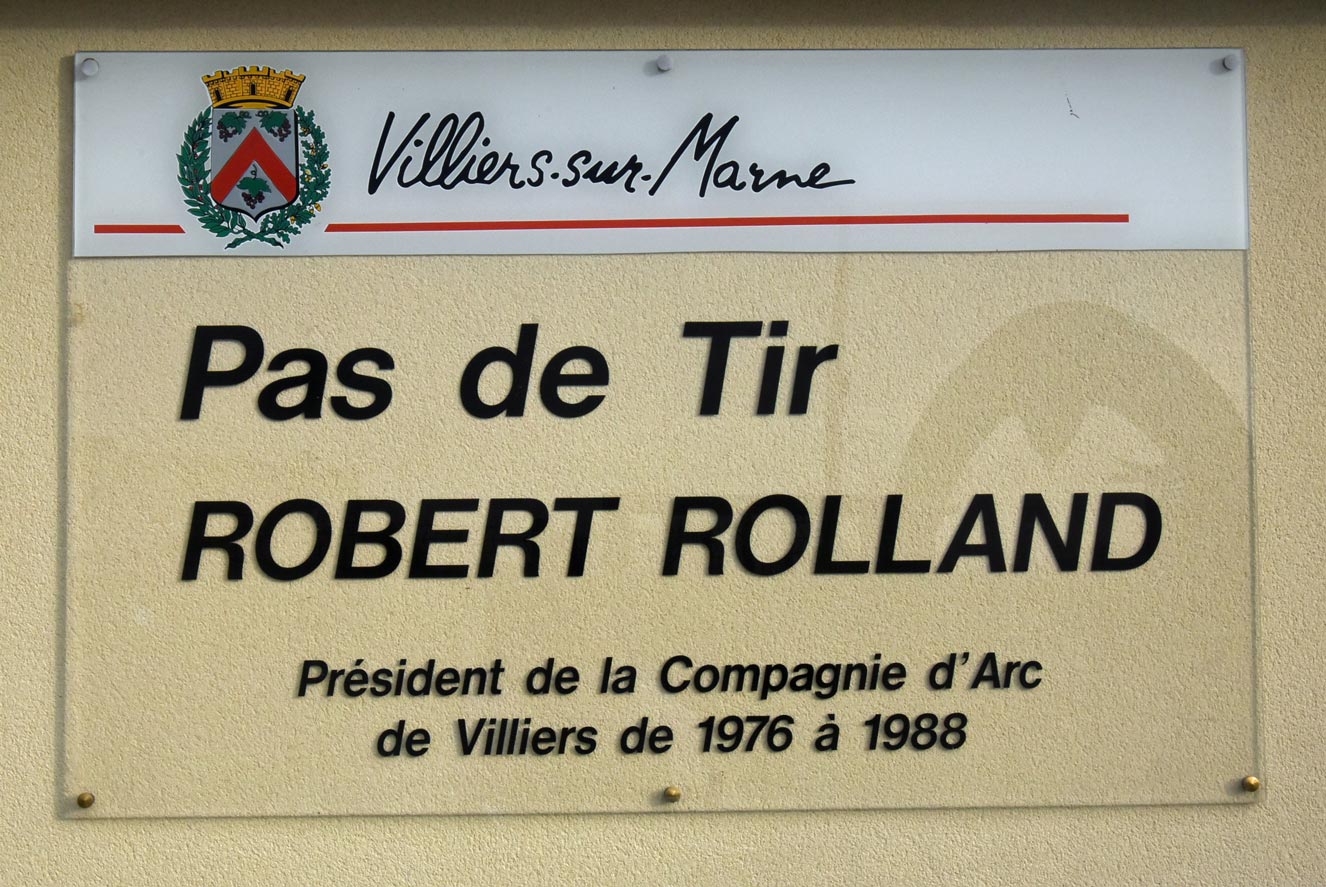 Villiers-sur-Marne
Pas de Tir
ROBERT ROLLAND
Président de la Compagnie d'Arc
de Villiers de 1976 à 1988